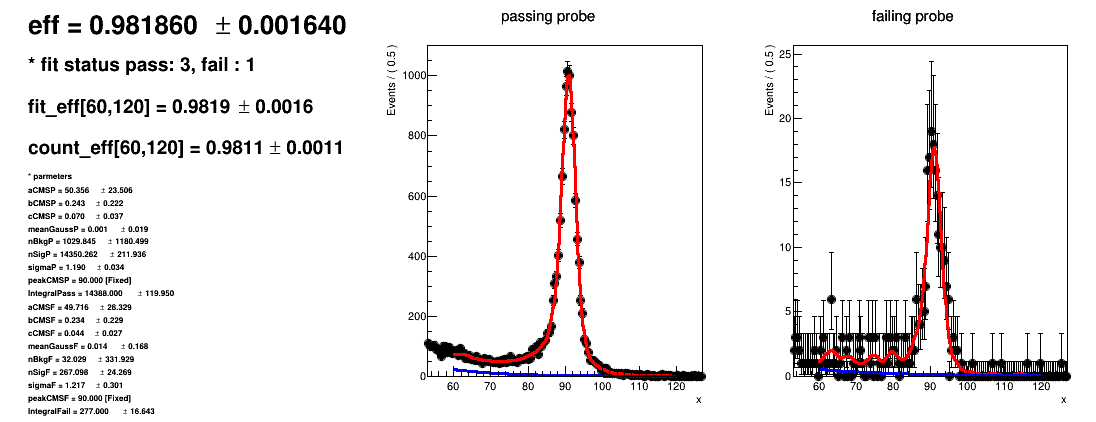 eff = 0.981860 ± 0.001640
* fit status pass: 3, fail : 1
fit_eff[60,120] = 0.9819 ± 0.0016
count_eff[60,120] = 0.9811 ± 0.0011
* parmeters
aCMSP = 50.356 ± 23.506
bCMSP = 0.243 ± 0.222
cCMSP = 0.070 ± 0.037
meanGaussP = 0.001 ± 0.019
nBkgP = 1029.845 ± 1180.499
nSigP = 14350.262 ± 211.936
sigmaP = 1.190 ± 0.034
peakCMSP = 90.000 [Fixed]
IntegralPass = 14388.000 ± 119.950
aCMSF = 49.716 ± 28.329
bCMSF = 0.234 ± 0.229
cCMSF = 0.044 ± 0.027
meanGaussF = 0.014 ± 0.168
nBkgF = 32.029 ± 331.929
nSigF = 267.098 ± 24.269
sigmaF = 1.217 ± 0.301
peakCMSF = 90.000 [Fixed]
IntegralFail = 277.000 ± 16.643
passing probe
Events / ( 0.5 )
1000
800
600
400
200
0
60 70 80 90 100 110 120
x
failing probe
Events / ( 0.5 )
25
20
15
10
5
0
60 70 80 90 100 110 120
x